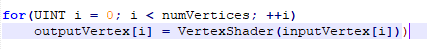 for(UINT i = 0; i < numVertices; ++i)
    outputVertex[i] = VertexShader(inputVertex[i]))